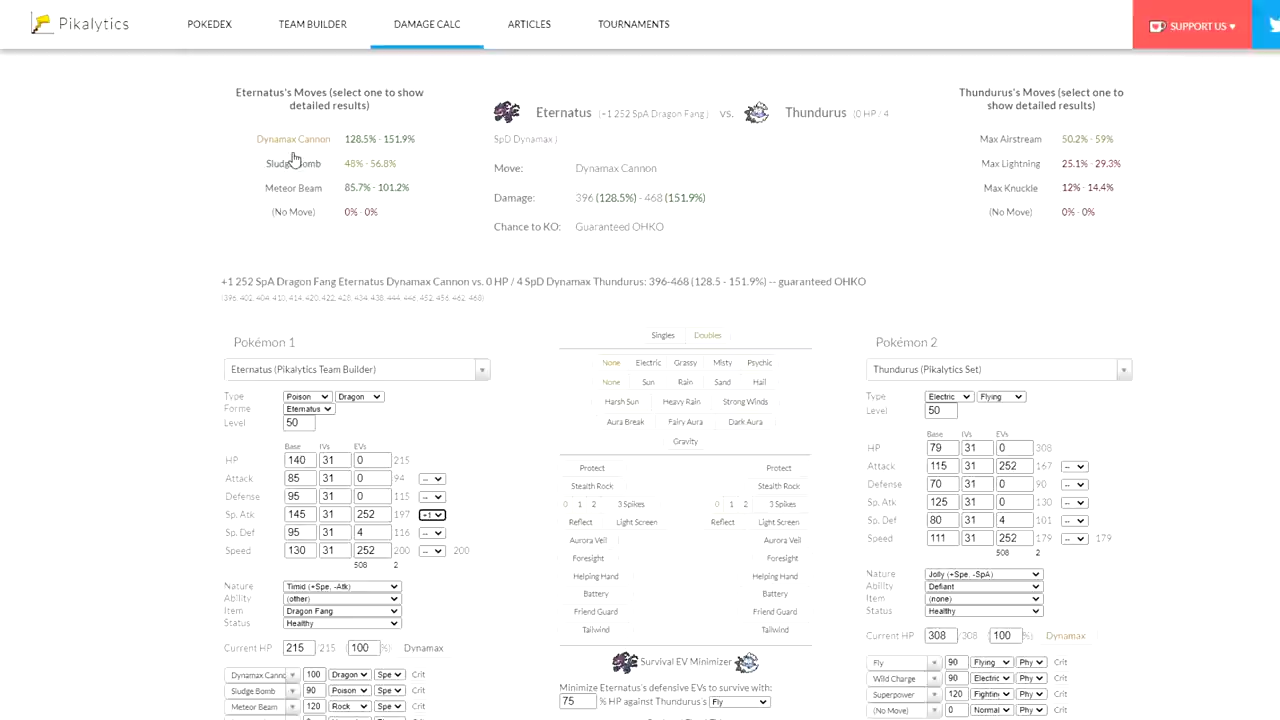 Pikalytics POKEDEX TEAM BUILDER DAMAGE CALC ARTICLES TOURNAMENTS SUPPORT US ♥
Eternatus's Moves (select one to show
detailed results)
Dynamax Cannon 128.5% - 151.9%
Sludge Bomb 48% - 56.8%
Meteor Beam 85.7% - 101.2%
(No Move) 0% - 0%
Eternatus (+1 252 SpA Dragon Fang ) vs. Thundurus (0 HP / 4
SpD Dynamax )
Move: Dynamax Cannon
Damage: 396 (128.5%) - 468 (151.9%)
Chance to KO: Guaranteed OHKO
Thundurus's Moves (select one to
show detailed results)
Max Airstream 50.2% - 59%
Max Lightning 25.1% - 29.3%
Max Knuckle 12% - 14.4%
(No Move) 0% - 0%
+1 252 SpA Dragon Fang Eternatus Dynamax Cannon vs. 0 HP / 4 SpD Dynamax Thundurus: 396-468 (128.5 - 151.9%) -- guaranteed OHKO
(396, 402, 404, 410, 414, 420, 422, 428, 434, 438, 444, 446, 452, 456, 462, 468)
Pokémon 1
Eternatus (Pikalytics Team Builder)
Type Poison Dragon
Forme Eternatus
Level 50
Base IVs EVs
HP 140 31 0 215
Attack 85 31 0 94 --
Defense 95 31 0 115 --
Sp. Atk 145 31 252 197 +1
Sp. Def 95 31 4 116 --
Speed 130 31 252 200 -- 200
508 2
Nature Timid (+Spe, -Atk)
Ability (other)
Item Dragon Fang
Status Healthy
Current HP 215 /215 (100 %) Dynamax
Dynamax Cannc 100 Dragon Spe Crit
Sludge Bomb 90 Poison Spe Crit
Meteor Beam 120 Rock Spe Crit
Singles Doubles
None Electric Grassy Misty Psychic
None Sun Rain Sand Hail
Harsh Sun Heavy Rain Strong Winds
Aura Break Fairy Aura Dark Aura
Gravity
Protect Protect
Stealth Rock Stealth Rock
0 1 2 3 Spikes 0 1 2 3 Spikes
Reflect Light Screen Reflect Light Screen
Aurora Veil Aurora Veil
Foresight Foresight
Helping Hand Helping Hand
Battery Battery
Friend Guard Friend Guard
Tailwind Tailwind
Survival EV Minimizer
Minimize Eternatus's defensive EVs to survive with:
75 % HP against Thundurus's Fly
Pokémon 2
Thundurus (Pikalytics Set)
Type Electric Flying
Level 50
Base IVs EVs
HP 79 31 0 308
Attack 115 31 252 167 --
Defense 70 31 0 90 --
Sp. Atk 125 31 0 130 --
Sp. Def 80 31 4 101 --
Speed 111 31 252 179 -- 179
508 2
Nature Jolly (+Spe, -SpA)
Ability Defiant
Item (none)
Status Healthy
Current HP 308 /308 (100 %) Dynamax
Fly 90 Flying Phy Crit
Wild Charge 90 Electric Phy Crit
Superpower 120 Fightin Phy Crit
(No Move) 0 Normal Phy Crit